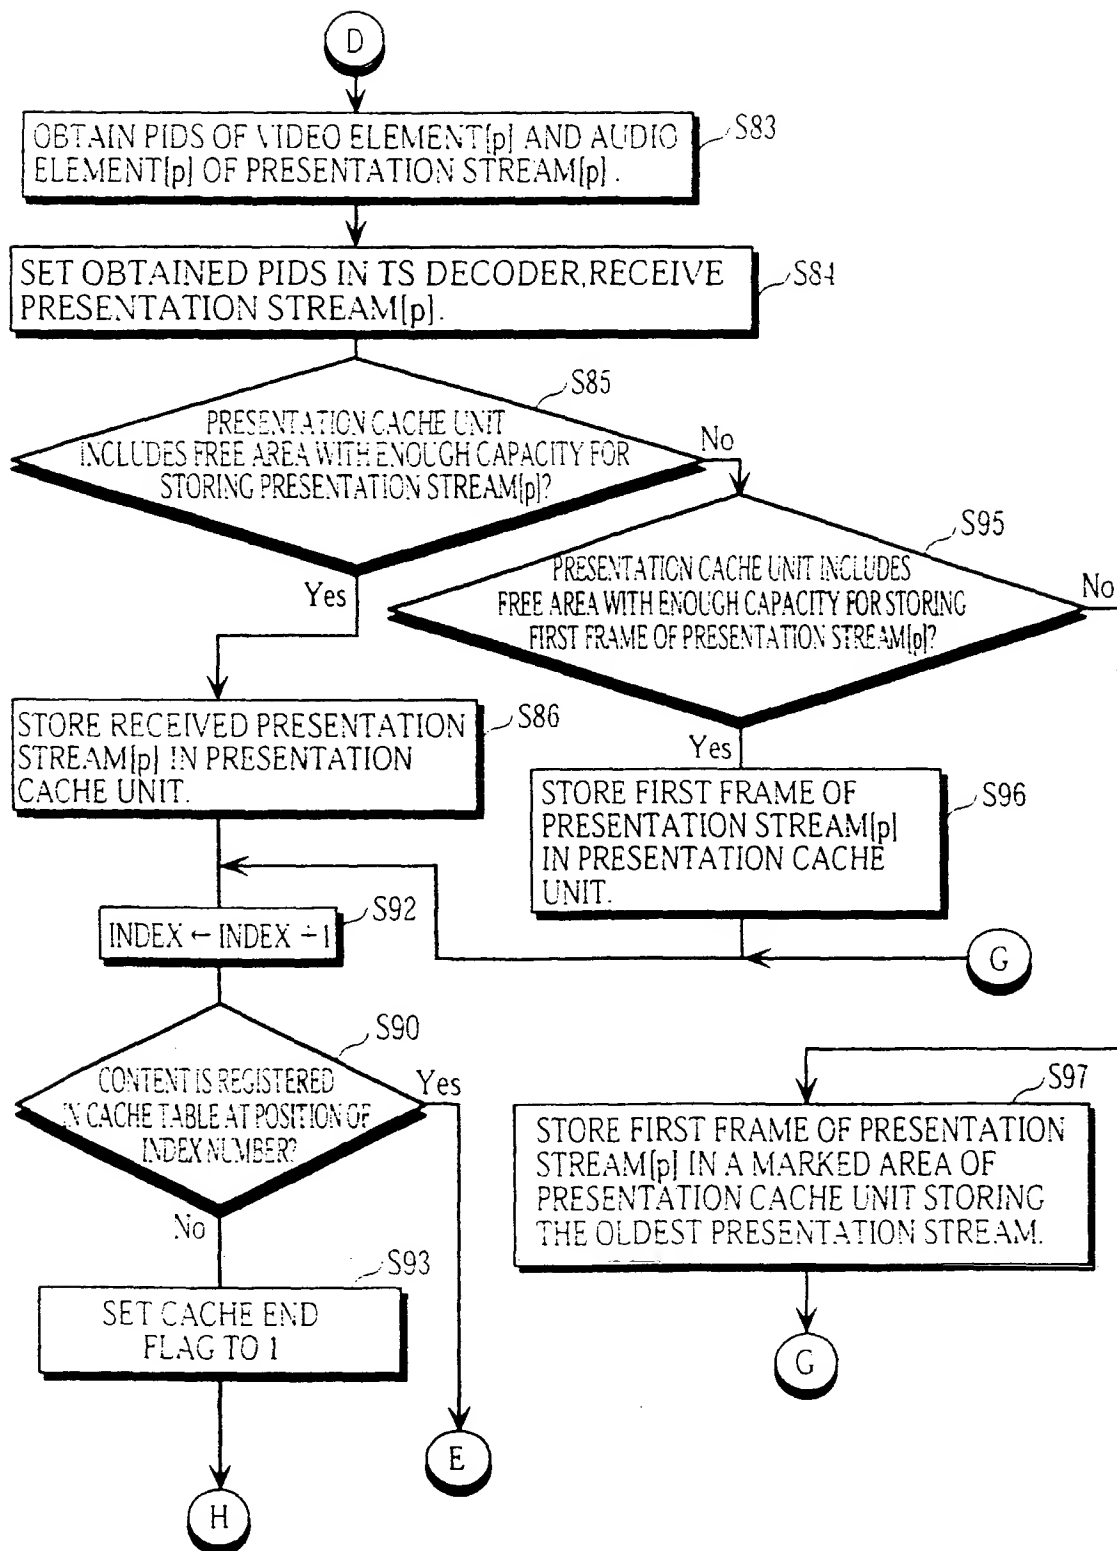 D
OBTAIN PIDS OF VIDEO ELEMENT[p] AND AUDIO
ELEMENT[p] OF PRESENTATION STREAM[p].
S83
SET OBTAINED PIDS IN TS DECODER,RECEIVE
PRESENTATION STREAM[p].
S84
S85
PRESENTATION CACHE UNIT
INCLUDES FREE AREA WITH ENOUGH CAPACITY FOR
STORING PRESENTATION STREAM[p]?
No
Yes
S95
PRESENTATION CACHE UNIT INCLUDES
FREE AREA WITH ENOUGH CAPACITY FOR STORING
FIRST FRAME OF PRESENTATION STREAM[p]?
No
Yes
STORE RECEIVED PRESENTATION
STREAM[p] IN PRESENTATION
CACHE UNIT.
S86
STORE FIRST FRAME OF
PRESENTATION STREAM[p]
IN PRESENTATION CACHE
UNIT.
S96
INDEX ← INDEX +1
S92
G
S90
CONTENT IS REGISTERED
IN CACHE TABLE AT POSITION OF
INDEX NUMBER?
Yes
No
S97
STORE FIRST FRAME OF PRESENTATION
STREAM[p] IN A MARKED AREA OF
PRESENTATION CACHE UNIT STORING
THE OLDEST PRESENTATION STREAM.
S93
SET CACHE END
FLAG TO 1
G
E
H